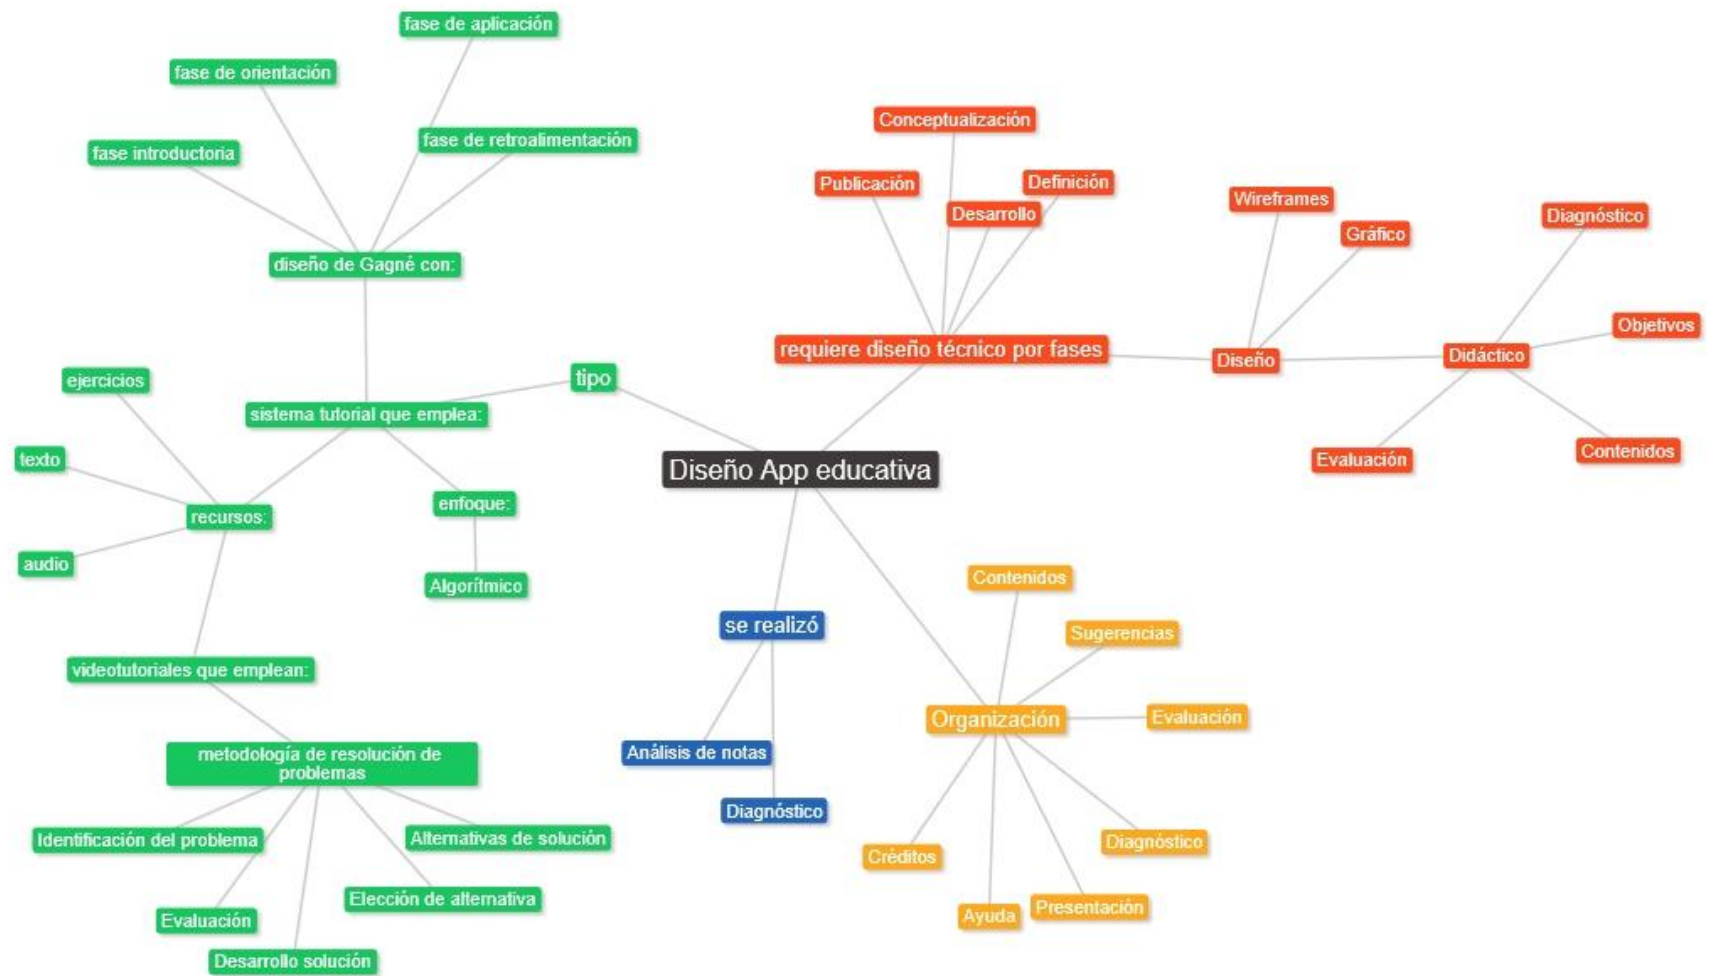 fase de aplicación
fase de orientación
fase de retroalimentación
fase introductoria
diseño de Gagné con:
Conceptualización
Publicación
Definición
Desarrollo
Wireframes
Gráfico
Diagnóstico
Objetivos
requiere diseño técnico por fases
Diseño
Didáctico
Evaluación
Contenidos
tipo
ejercicios
sistema tutorial que emplea:
texto
recursos:
audio
enfoque:
Algorítmico
Diseño App educativa
videotutoriales que emplean:
metodología de resolución de
problemas
Identificación del problema
Alternativas de solución
Elección de alternativa
Evaluación
Desarrollo solución
se realizó
Análisis de notas
Diagnóstico
Contenidos
Sugerencias
Organización
Evaluación
Diagnóstico
Créditos
Ayuda
Presentación